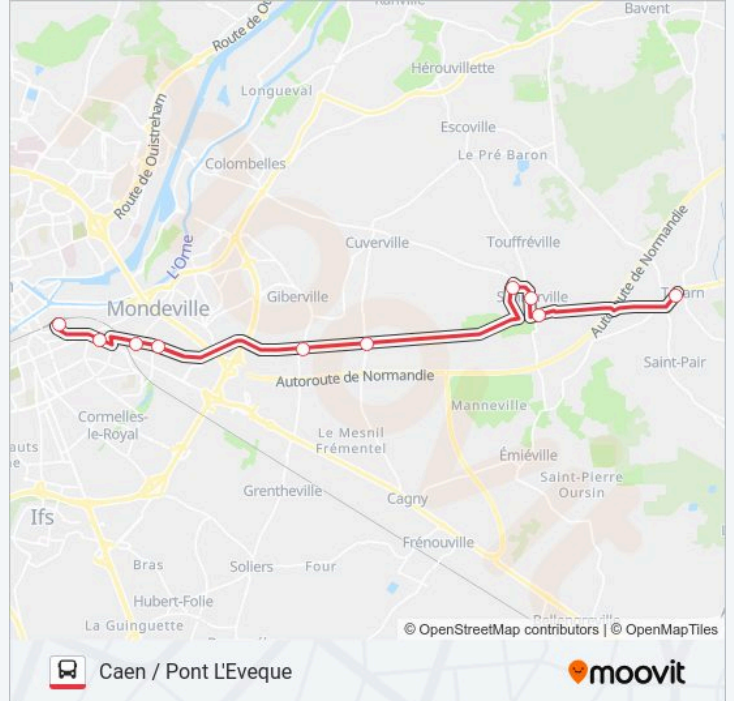 Ranville
Bavent
Route de Ou
Hérouvillette
Longueval
Escoville
Route de Ouistreham
Le Pré Baron
Colombelles
L'Orne
Cuverville
Touffréville
Autoroute de Normandie
Giberville
Mondeville
Saint-Pair
Autoroute de Normandie
Manneville
Cormelles-
le-Royal
Le Mesnil
Frémentel
Émiéville
Saint-Pierre
Oursin
Grentheville
Cagny
Ifs
Frénouville
Bras
Soliers
Four
Hubert-Folie
La Guinguette
© OpenStreetMap contributors | © OpenMapTiles
Caen / Pont L'Eveque
moovit